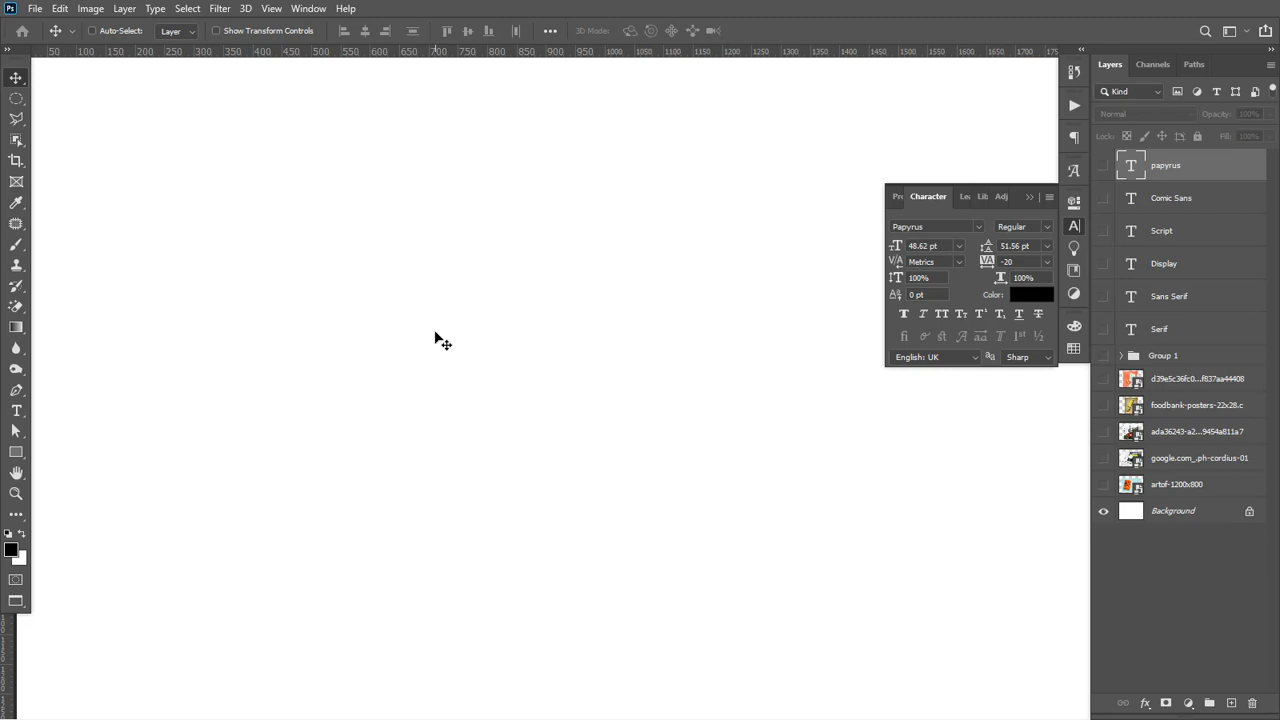 Ps File Edit Image Layer Type Select Filter 3D View Window Help
Auto-Select: Layer Show Transform Controls 3D Mode:
50 100 150 200 250 300 350 400 450 500 550 600 650 700 750 800 850 900 950 1000 1050 1100 1150 1200 1250 1300 1350 1400 1450 1500 1550 1600 1650 1700 175
Layers Channels Paths
Kind
Normal Opacity: 100%
Lock: Fill: 100%
papyrus
Comic Sans
Script
Display
Sans Serif
Serif
Group 1
d39e5c36fc0...f837aa44408
foodbank-posters-22x28.c
ada36243-a2...9454a811a7
google.com_.ph-cordius-01
artof-1200x800
Background
Pro Character Lib Adj
Papyrus Regular
48.62 pt 51.56 pt
Metrics -20
100% 100%
0 pt Color:
English: UK Sharp